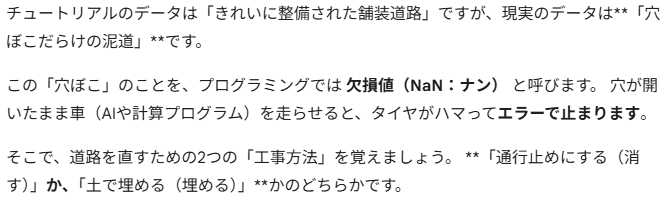 チュートリアルのデータは「きれいに整備された舗装道路」ですが、現実のデータは**「穴
ぼこだらけの泥道」**です。
この「穴ぼこ」のことを、プログラミングでは 欠損値（NaN：ナン） と呼びます。 穴が開
いたまま車（AIや計算プログラム）を走らせると、タイヤがハマってエラーで止まります。
そこで、道路を直すための2つの「工事方法」を覚えましょう。 **「通行止めにする（消
す）」か、「土で埋める（埋める）」**かのどちらかです。